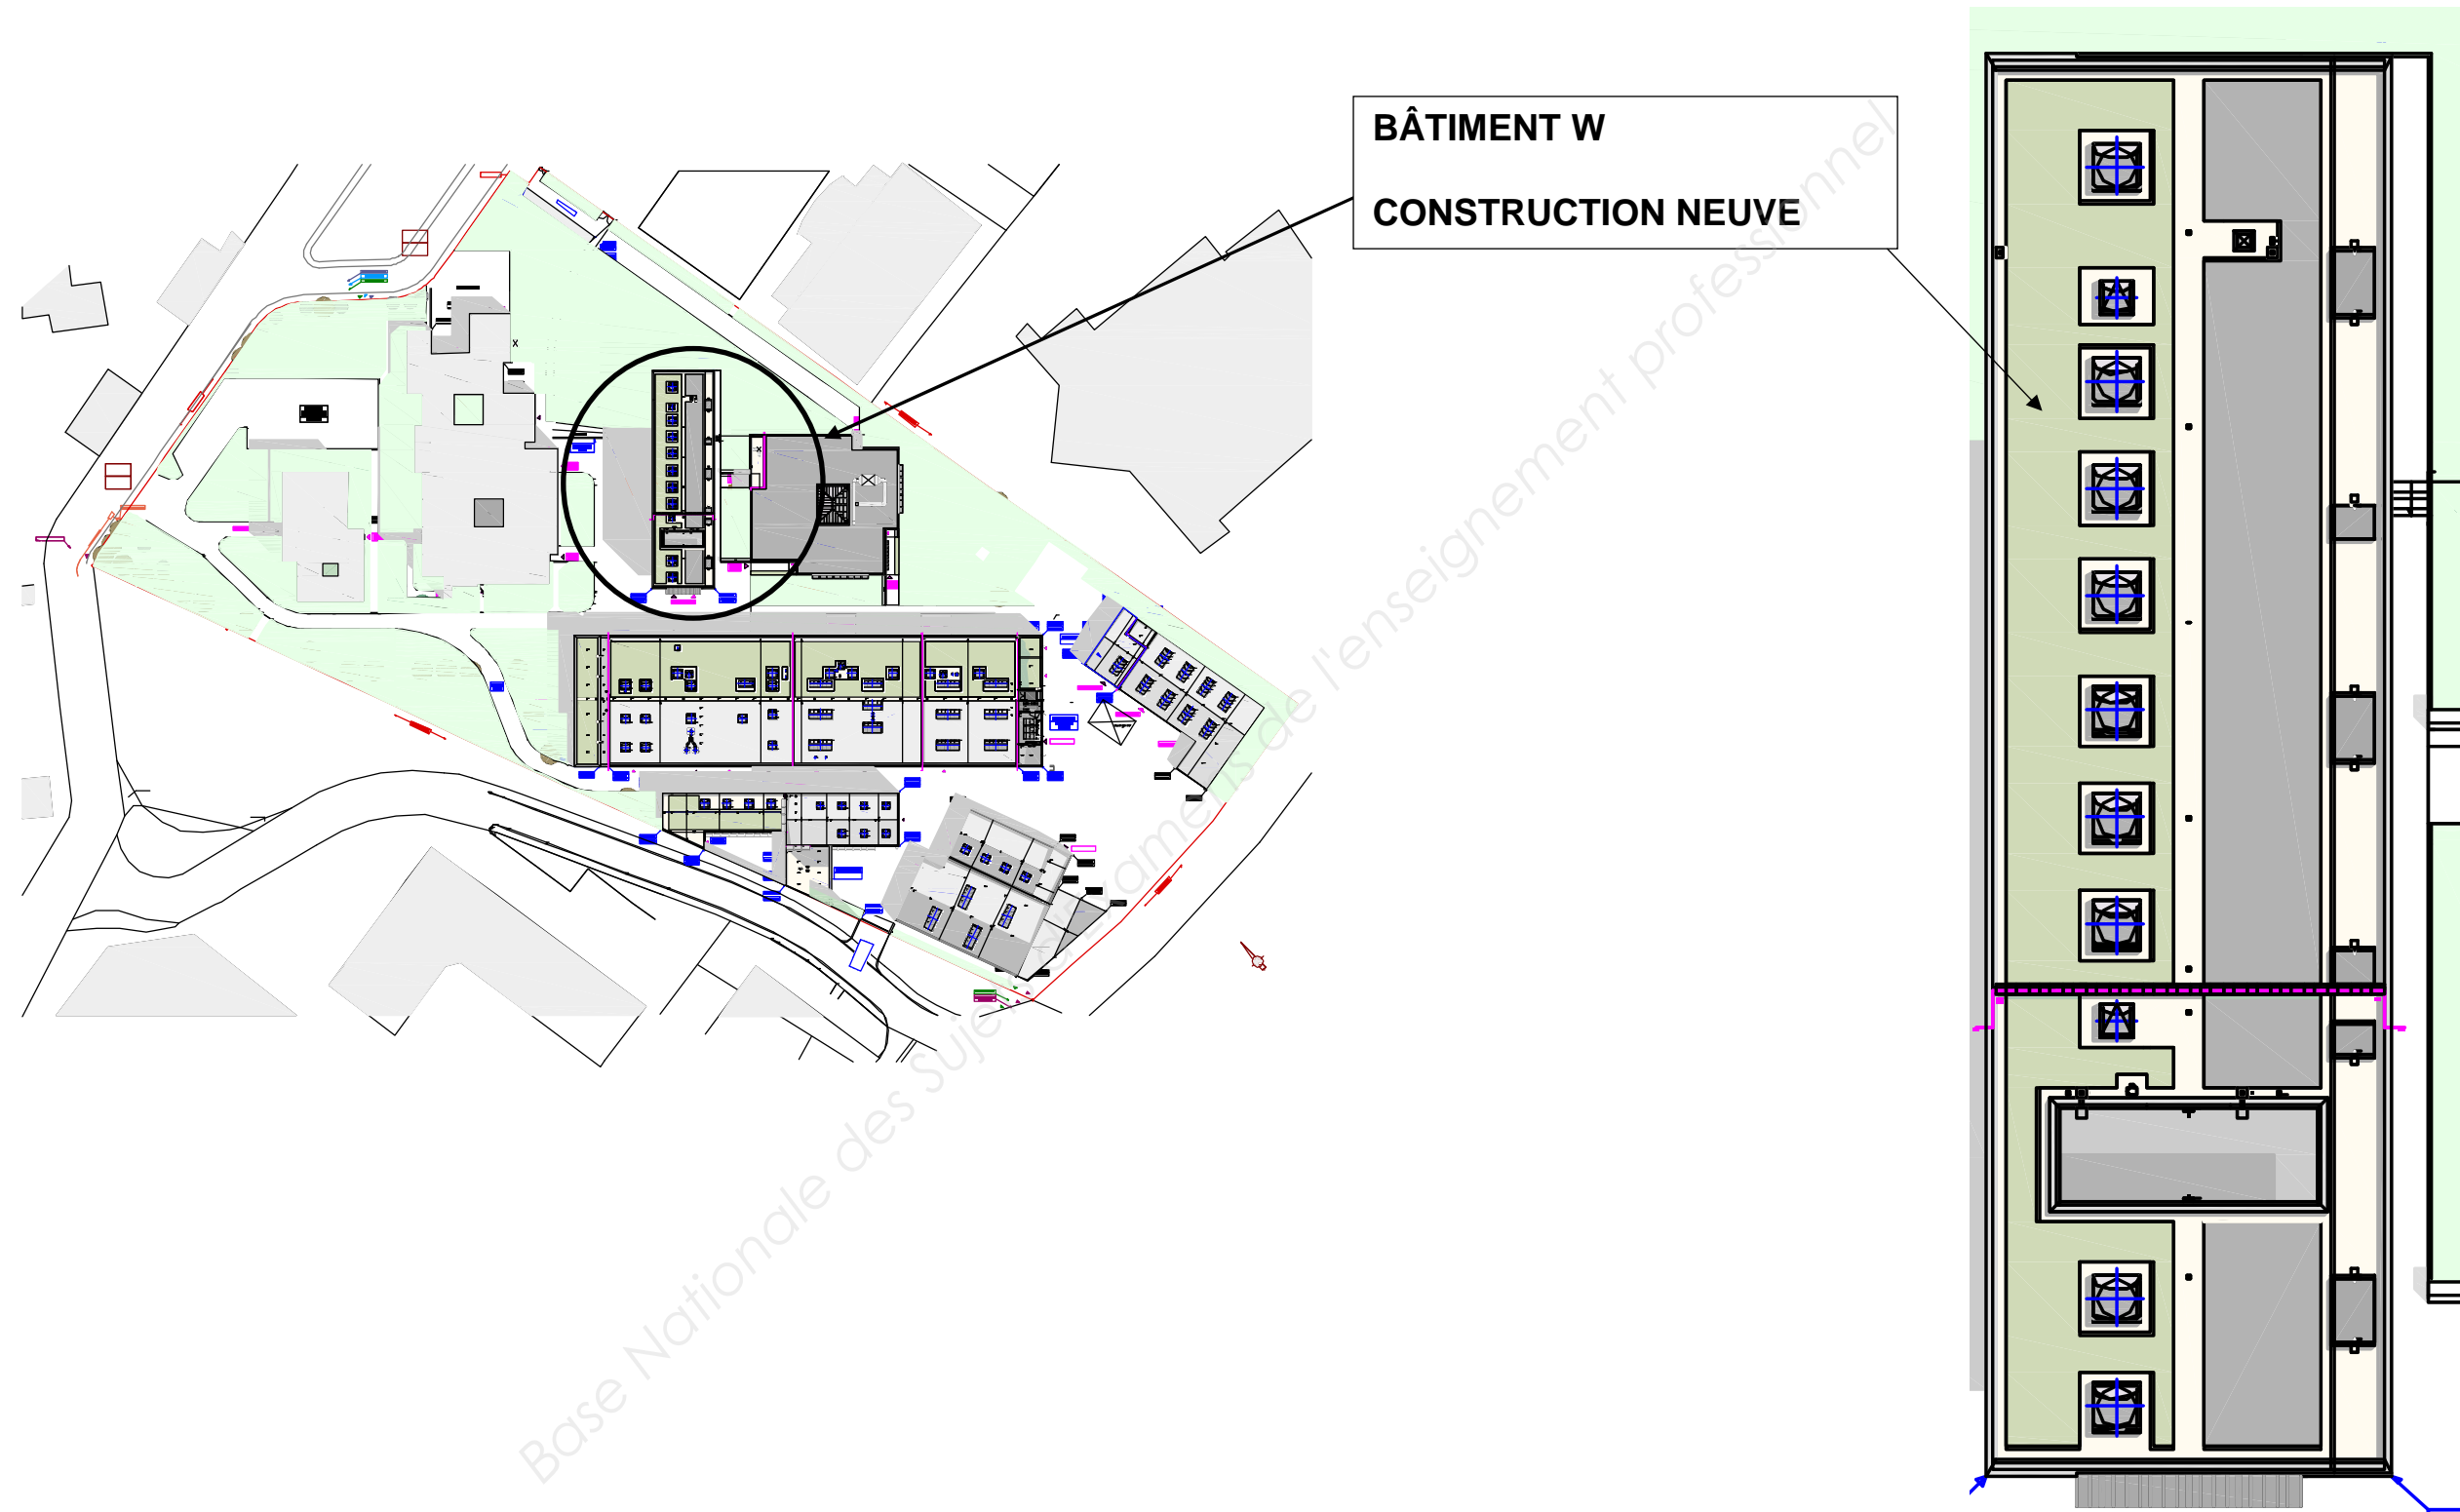 BÂTIMENT W
CONSTRUCTION NEUVE
Base Nationale des Sujets d'Examens de l'enseignement professionnel